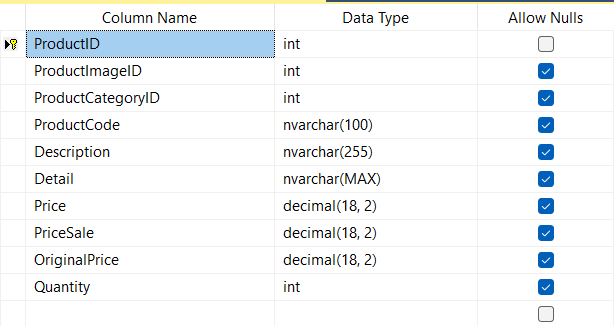 Column Name Data Type Allow Nulls
ProductID int
ProductImageID int
ProductCategoryID int
ProductCode nvarchar(100)
Description nvarchar(255)
Detail nvarchar(MAX)
Price decimal(18, 2)
PriceSale decimal(18, 2)
OriginalPrice decimal(18, 2)
Quantity int